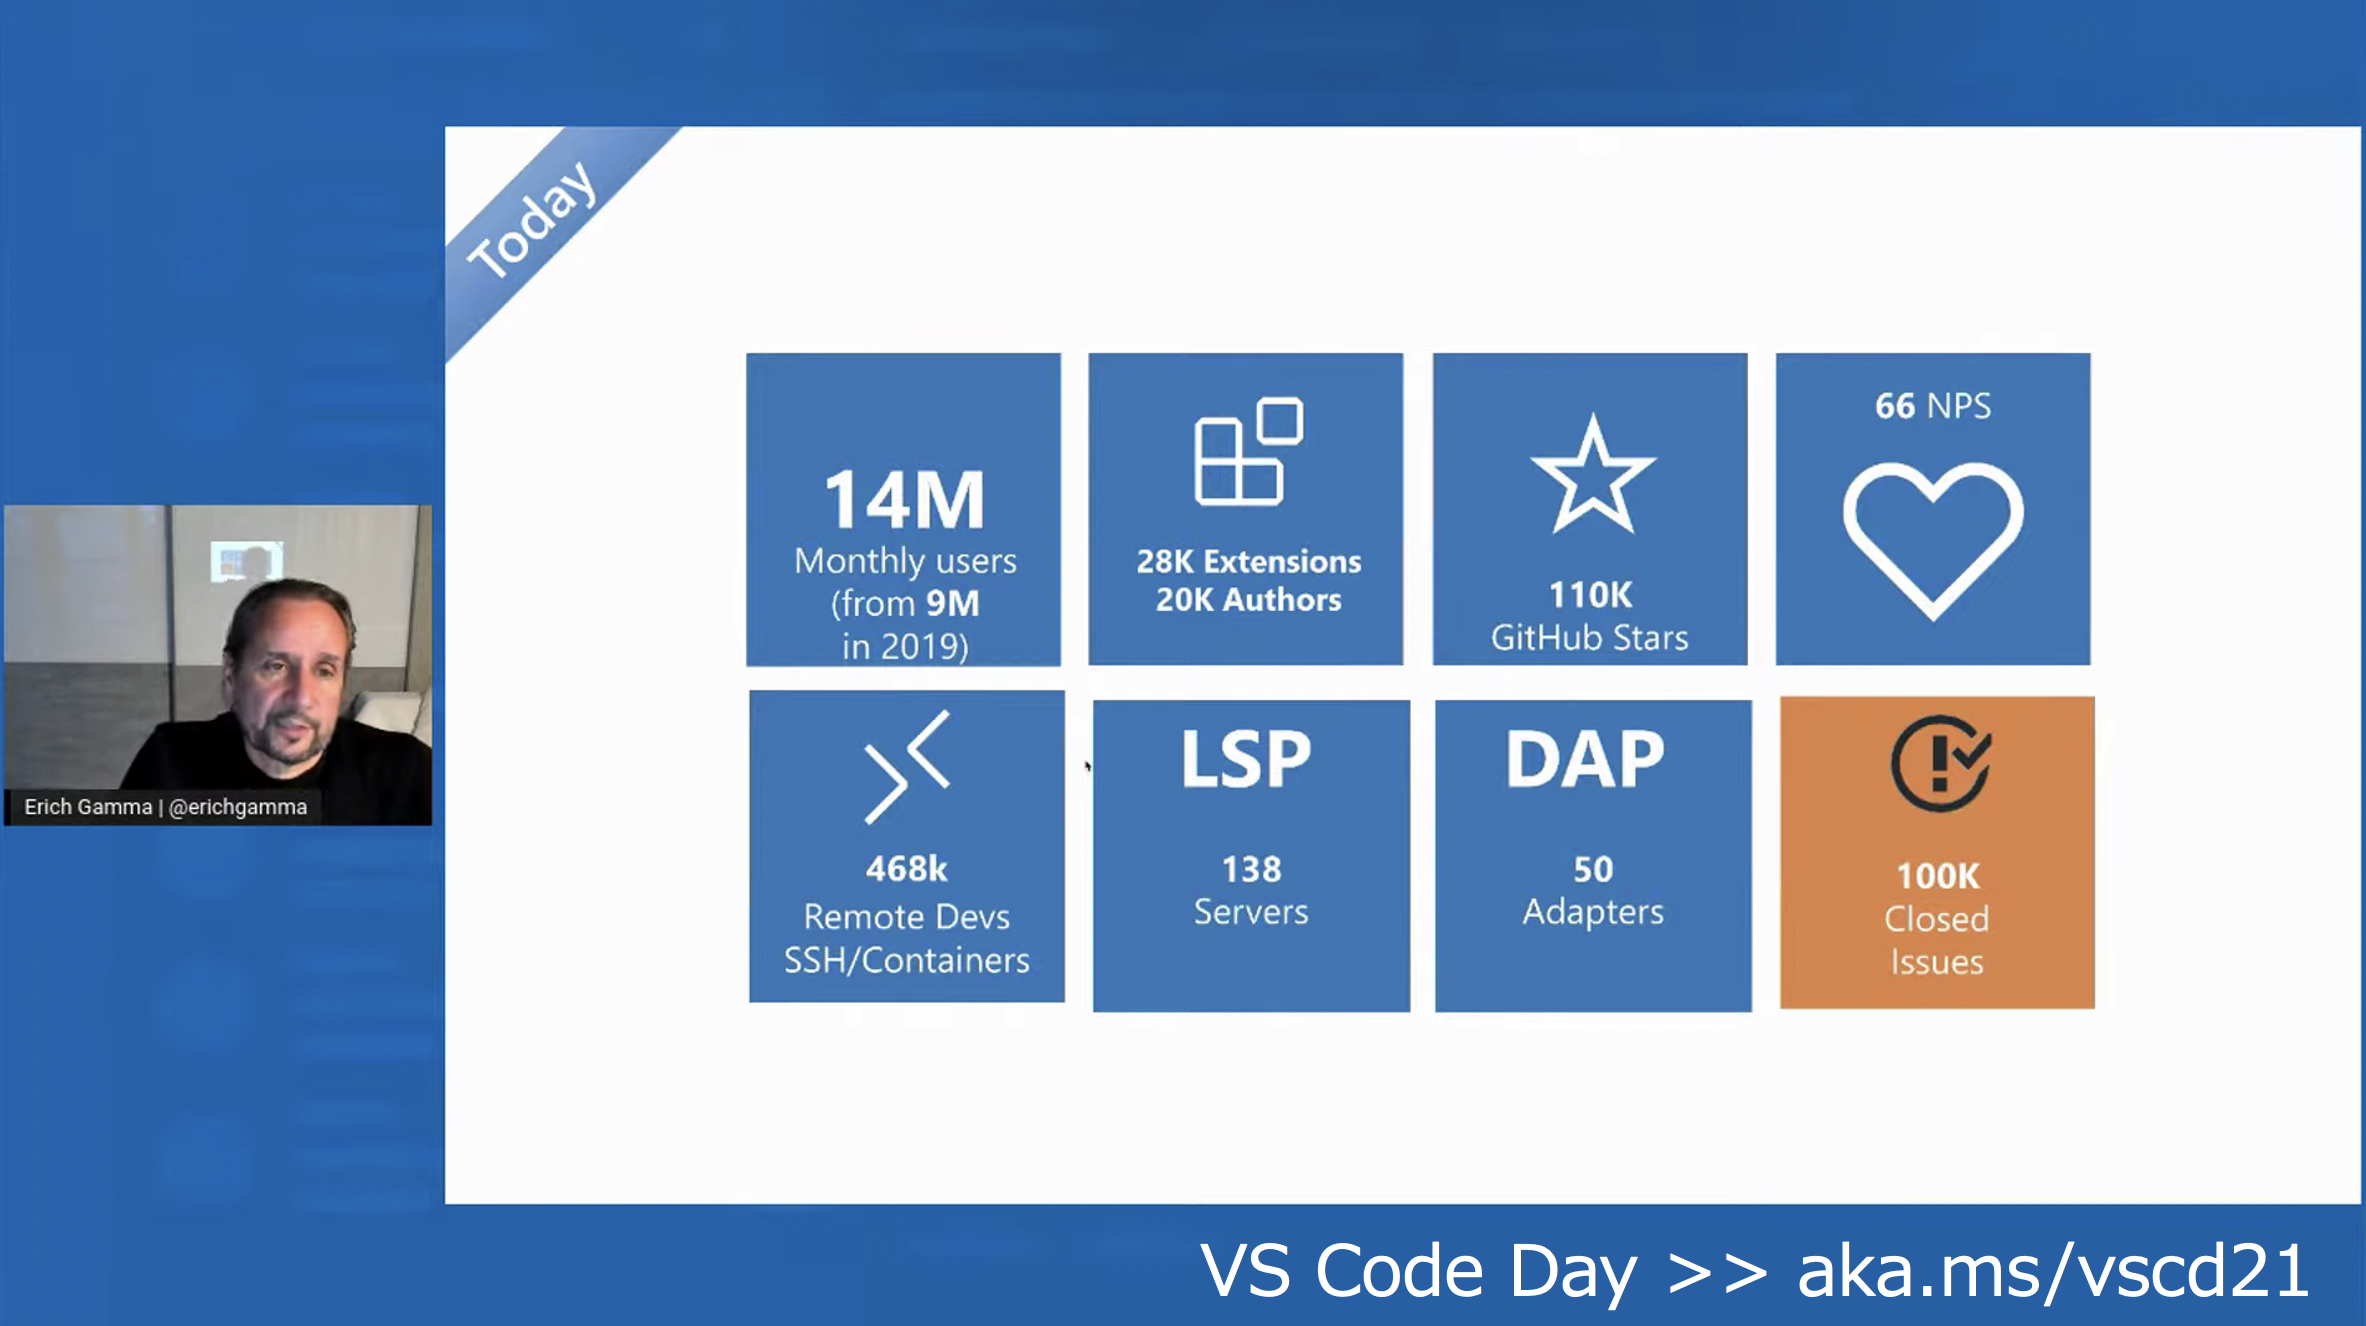 Today
14M
Monthly users
(from 9M
in 2019)
28K Extensions
20K Authors
110K
GitHub Stars
66 NPS
468k
Remote Devs
SSH/Containers
LSP
138
Servers
DAP
50
Adapters
100K
Closed
Issues
Erich Gamma | @erichgamma
VS Code Day >> aka.ms/vscd21